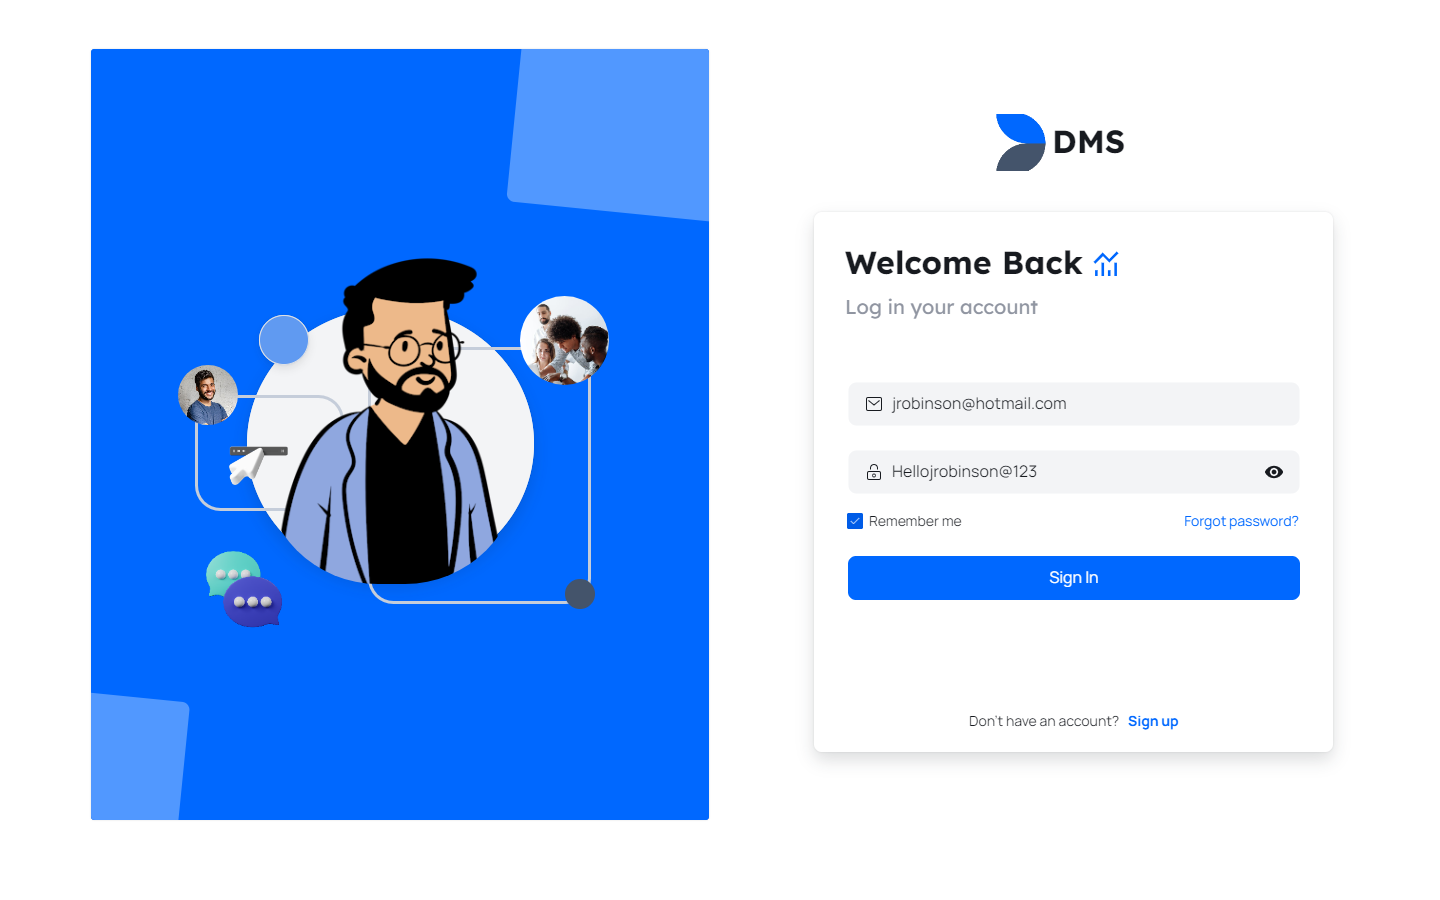 DMS
Welcome Back
Log in your account
jrobinson@hotmail.com
Hellojrobinson@123
Remember me
Forgot password?
Sign In
Don't have an account? Sign up